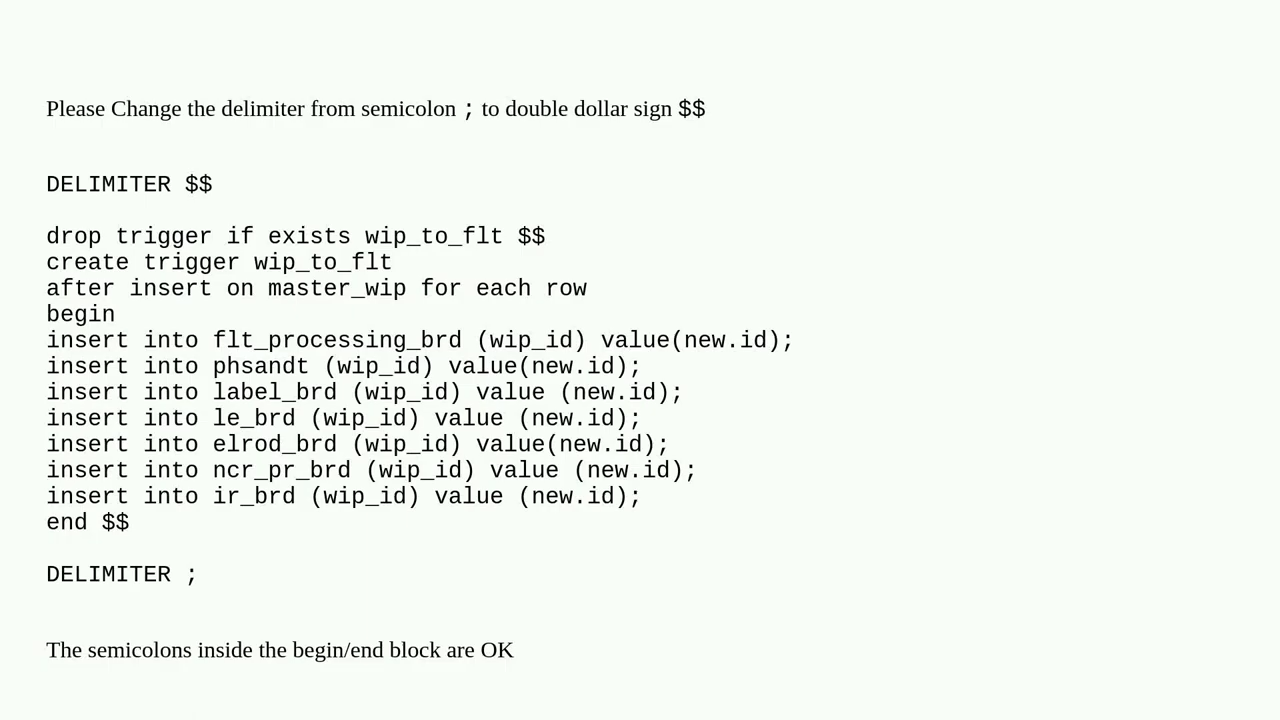 Please Change the delimiter from semicolon ; to double dollar sign $$
DELIMITER $$
drop trigger if exists wip_to_flt $$
create trigger wip_to_flt
after insert on master_wip for each row
begin
insert into flt_processing_brd (wip_id) value(new.id);
insert into phsandt (wip_id) value(new.id);
insert into label_brd (wip_id) value (new.id);
insert into le_brd (wip_id) value (new.id);
insert into elrod_brd (wip_id) value(new.id);
insert into ncr_pr_brd (wip_id) value (new.id);
insert into ir_brd (wip_id) value (new.id);
end $$
DELIMITER ;
The semicolons inside the begin/end block are OK